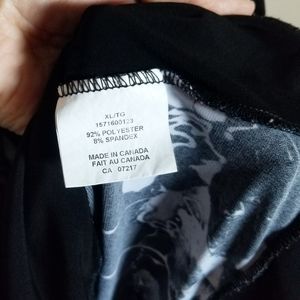 XL/TG
1571600123
92% POLYESTER
8% SPANDEX
MADE IN CANADA
FAIT AU CANADA
CA 07217